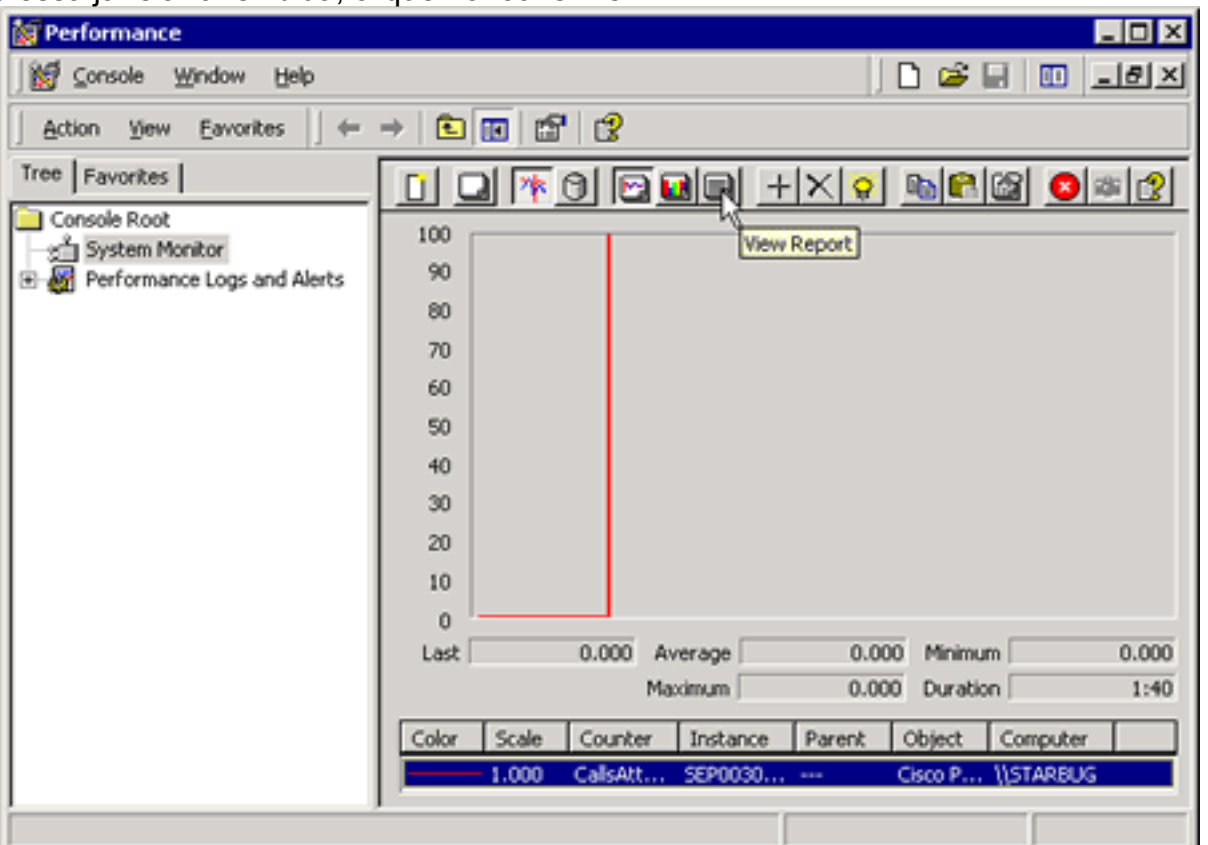 Performance
Console Window Help
Action View Favorites
Tree Favorites
Console Root
System Monitor
Performance Logs and Alerts
View Report
100
90
80
70
60
50
40
30
20
10
0
Last 0.000 Average 0.000 Minimum 0.000
Maximum 0.000 Duration 1:40
Color Scale Counter Instance Parent Object Computer
1.000 CallsAtt... SEP0030... --- Cisco P... \\STARBUG